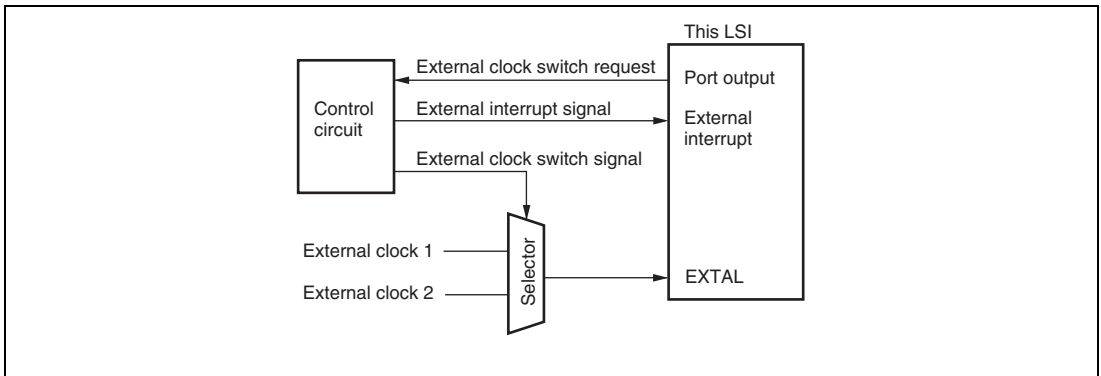 This LSI
External clock switch request
Port output
Control
circuit
External interrupt signal
External
interrupt
External clock switch signal
External clock 1
External clock 2
Selector
EXTAL